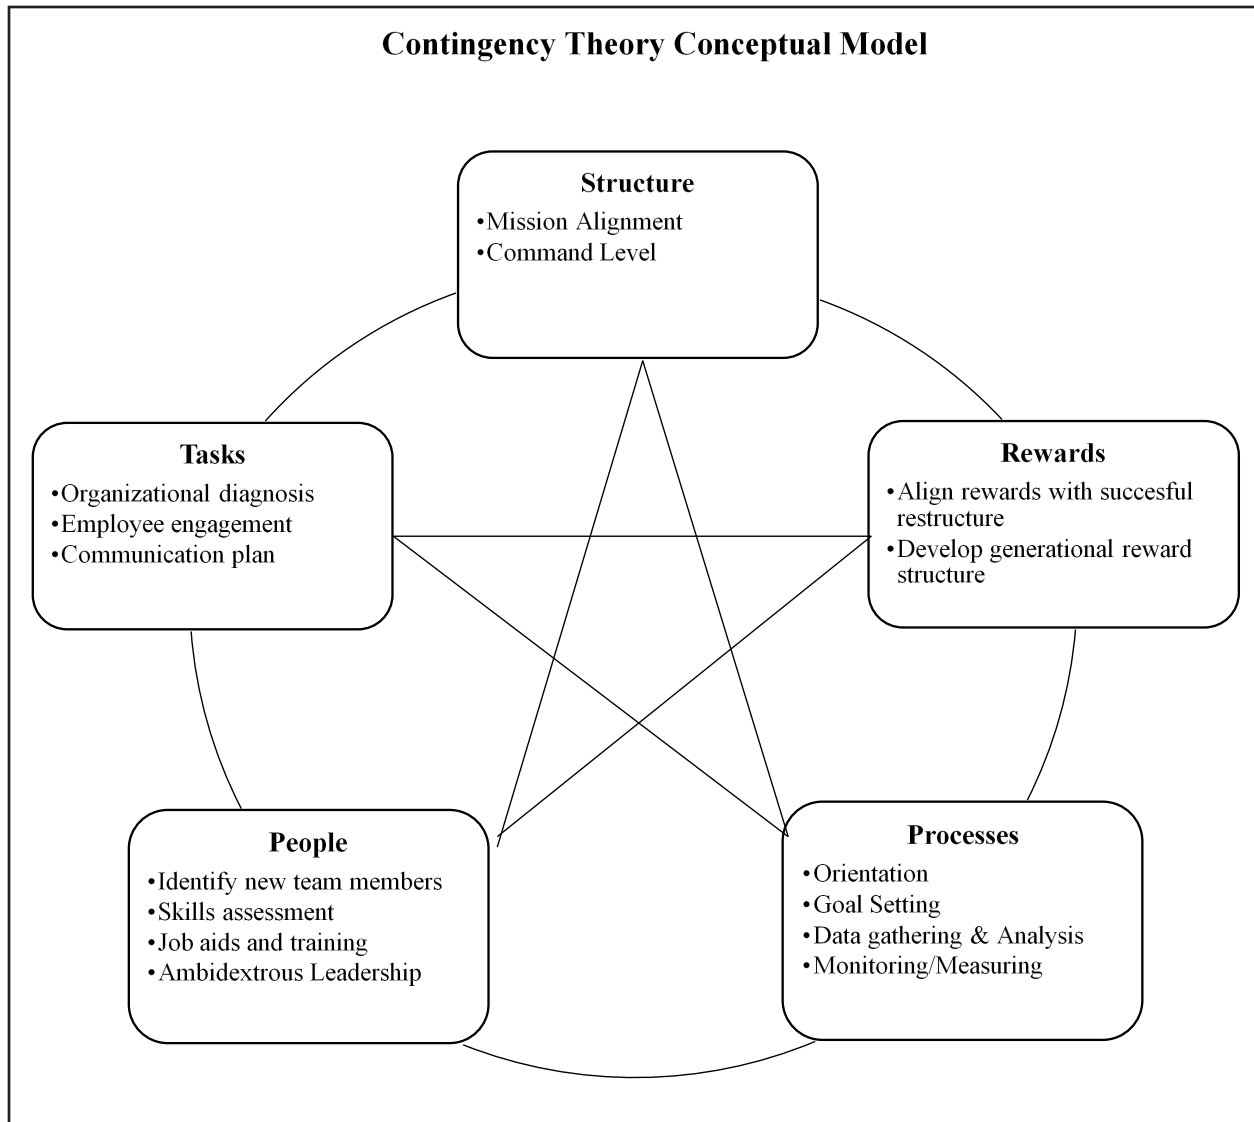 Contingency Theory Conceptual Model
Structure
•Mission Alignment
•Command Level
Tasks
•Organizational diagnosis
•Employee engagement
•Communication plan
Rewards
•Align rewards with succesful
restructure
•Develop generational reward
structure
People
•Identify new team members
•Skills assessment
•Job aids and training
•Ambidextrous Leadership
Processes
•Orientation
•Goal Setting
•Data gathering & Analysis
•Monitoring/Measuring